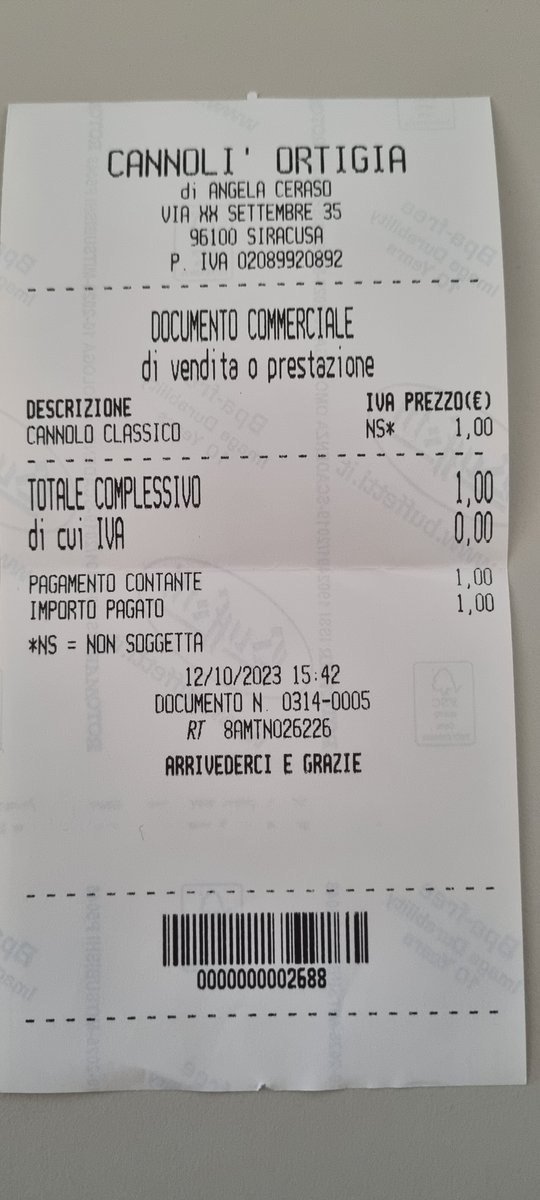 CANNOLI' ORTIGIA
di ANGELA CERASO
VIA XX SETTEMBRE 35
96100 SIRACUSA
P. IVA 02089920892
DOCUMENTO COMMERCIALE
di vendita o prestazione
DESCRIZIONE IVA PREZZO(€)
CANNOLO CLASSICO NS* 1,00
TOTALE COMPLESSIVO 1,00
di cui IVA 0,00
PAGAMENTO CONTANTE 1,00
IMPORTO PAGATO 1,00
*NS = NON SOGGETTA
12/10/2023 15:42
DOCUMENTO N. 0314-0005
RT 8AMTN026226
ARRIVEDERCI E GRAZIE
0000000002688